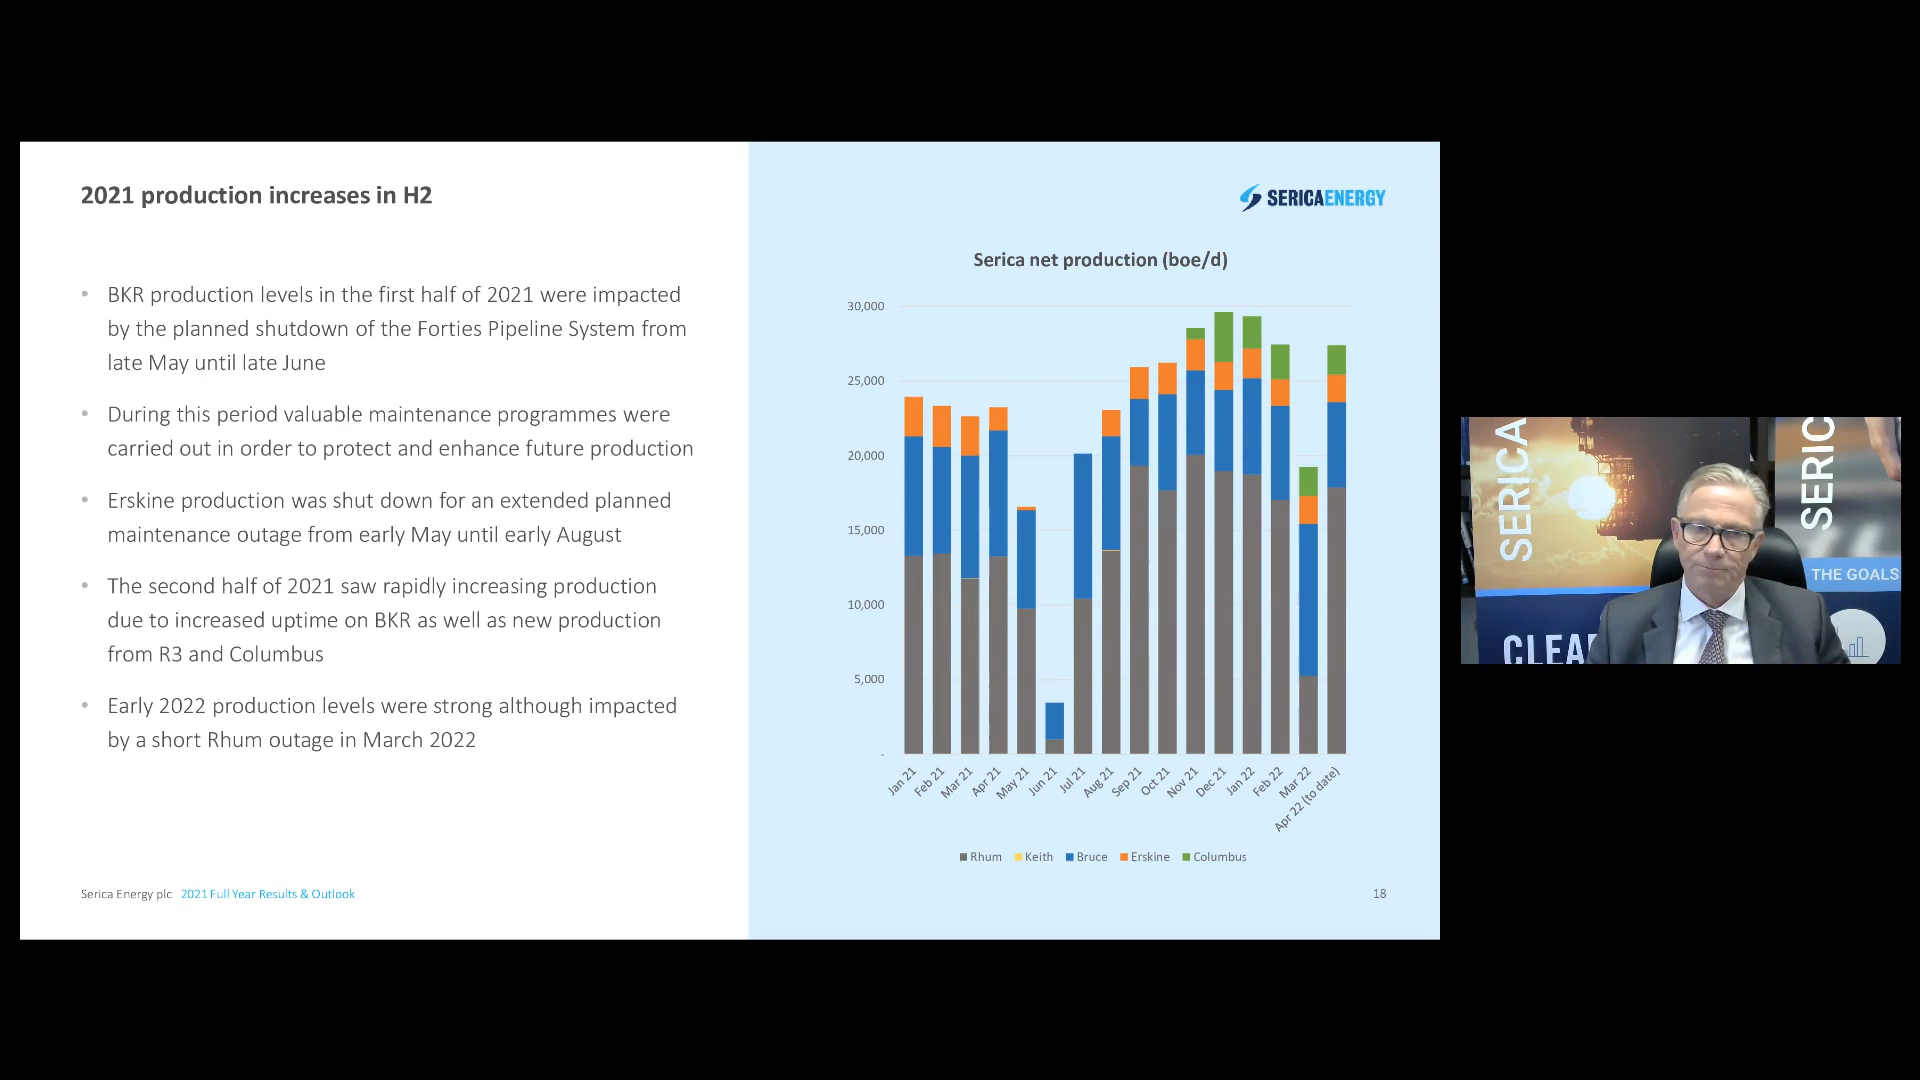 2021 production increases in H2
• BKR production levels in the first half of 2021 were impacted
by the planned shutdown of the Forties Pipeline System from
late May until late June
• During this period valuable maintenance programmes were
carried out in order to protect and enhance future production
• Erskine production was shut down for an extended planned
maintenance outage from early May until early August
• The second half of 2021 saw rapidly increasing production
due to increased uptime on BKR as well as new production
from R3 and Columbus
• Early 2022 production levels were strong although impacted
by a short Rhum outage in March 2022
Serica Energy plc 2021 Full Year Results & Outlook
SERICAENERGY
Serica net production (boe/d)
30,000
25,000
20,000
15,000
10,000
5,000
-
Jan 21
Feb 21
Mar 21
Apr 21
May 21
Jun 21
Jul 21
Aug 21
Sep 21
Oct 21
Nov 21
Dec 21
Jan 22
Feb 22
Mar 22
Apr 22 (to date)
Rhum Keith Bruce Erskine Columbus
18
SERICA
SERIC
THE GOALS
CLEA